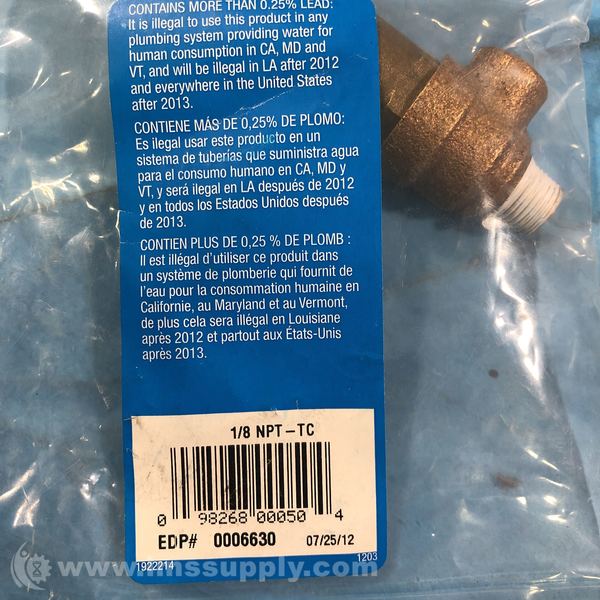 CONTAINS MORE THAN 0.25% LEAD:
It is illegal to use this product in any
plumbing system providing water for
human consumption in CA, MD and
VT, and will be illegal in LA after 2012
and everywhere in the United States
after 2013.
CONTIENE MÁS DE 0,25% DE PLOMO:
Es ilegal usar este producto en un
sistema de tuberías que suministra agua
para el consumo humano en CA, MD y
VT, y será ilegal en LA después de 2012
y en todos los Estados Unidos después
de 2013.
CONTIEN PLUS DE 0,25 % DE PLOMB :
Il est illégal d'utiliser ce produit dans
un système de plomberie qui fournit de
l'eau pour la consommation humaine en
Californie, au Maryland et au Vermont,
de plus cela sera illégal en Louisiane
après 2012 et partout aux États-Unis
après 2013.
1/8 NPT–TC
0 98268 00050 4
EDP# 0006630 07/25/12
1922214 1203
www.mssupply.com